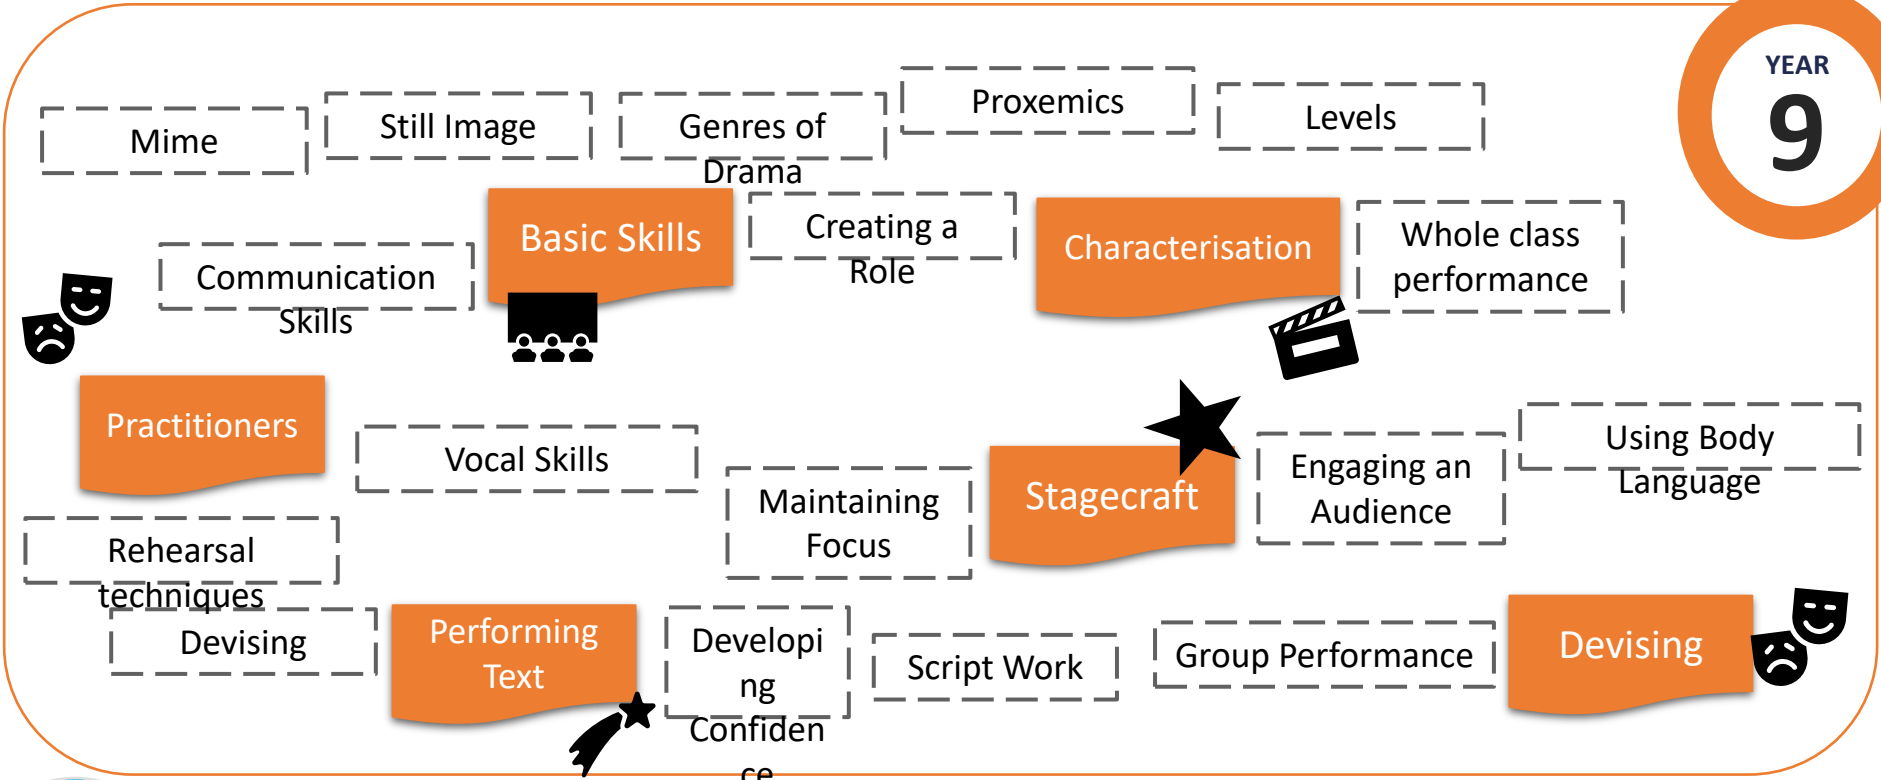 YEAR
9
Mime
Still Image
Genres of
Drama
Proxemics
Levels
Communication
Skills
Basic Skills
Creating a
Role
Characterisation
Whole class
performance
Practitioners
Vocal Skills
Maintaining
Focus
Stagecraft
Engaging an
Audience
Using Body
Language
Rehearsal
techniques
Devising
Performing
Text
Developi
ng
Confiden
ce
Script Work
Group Performance
Devising